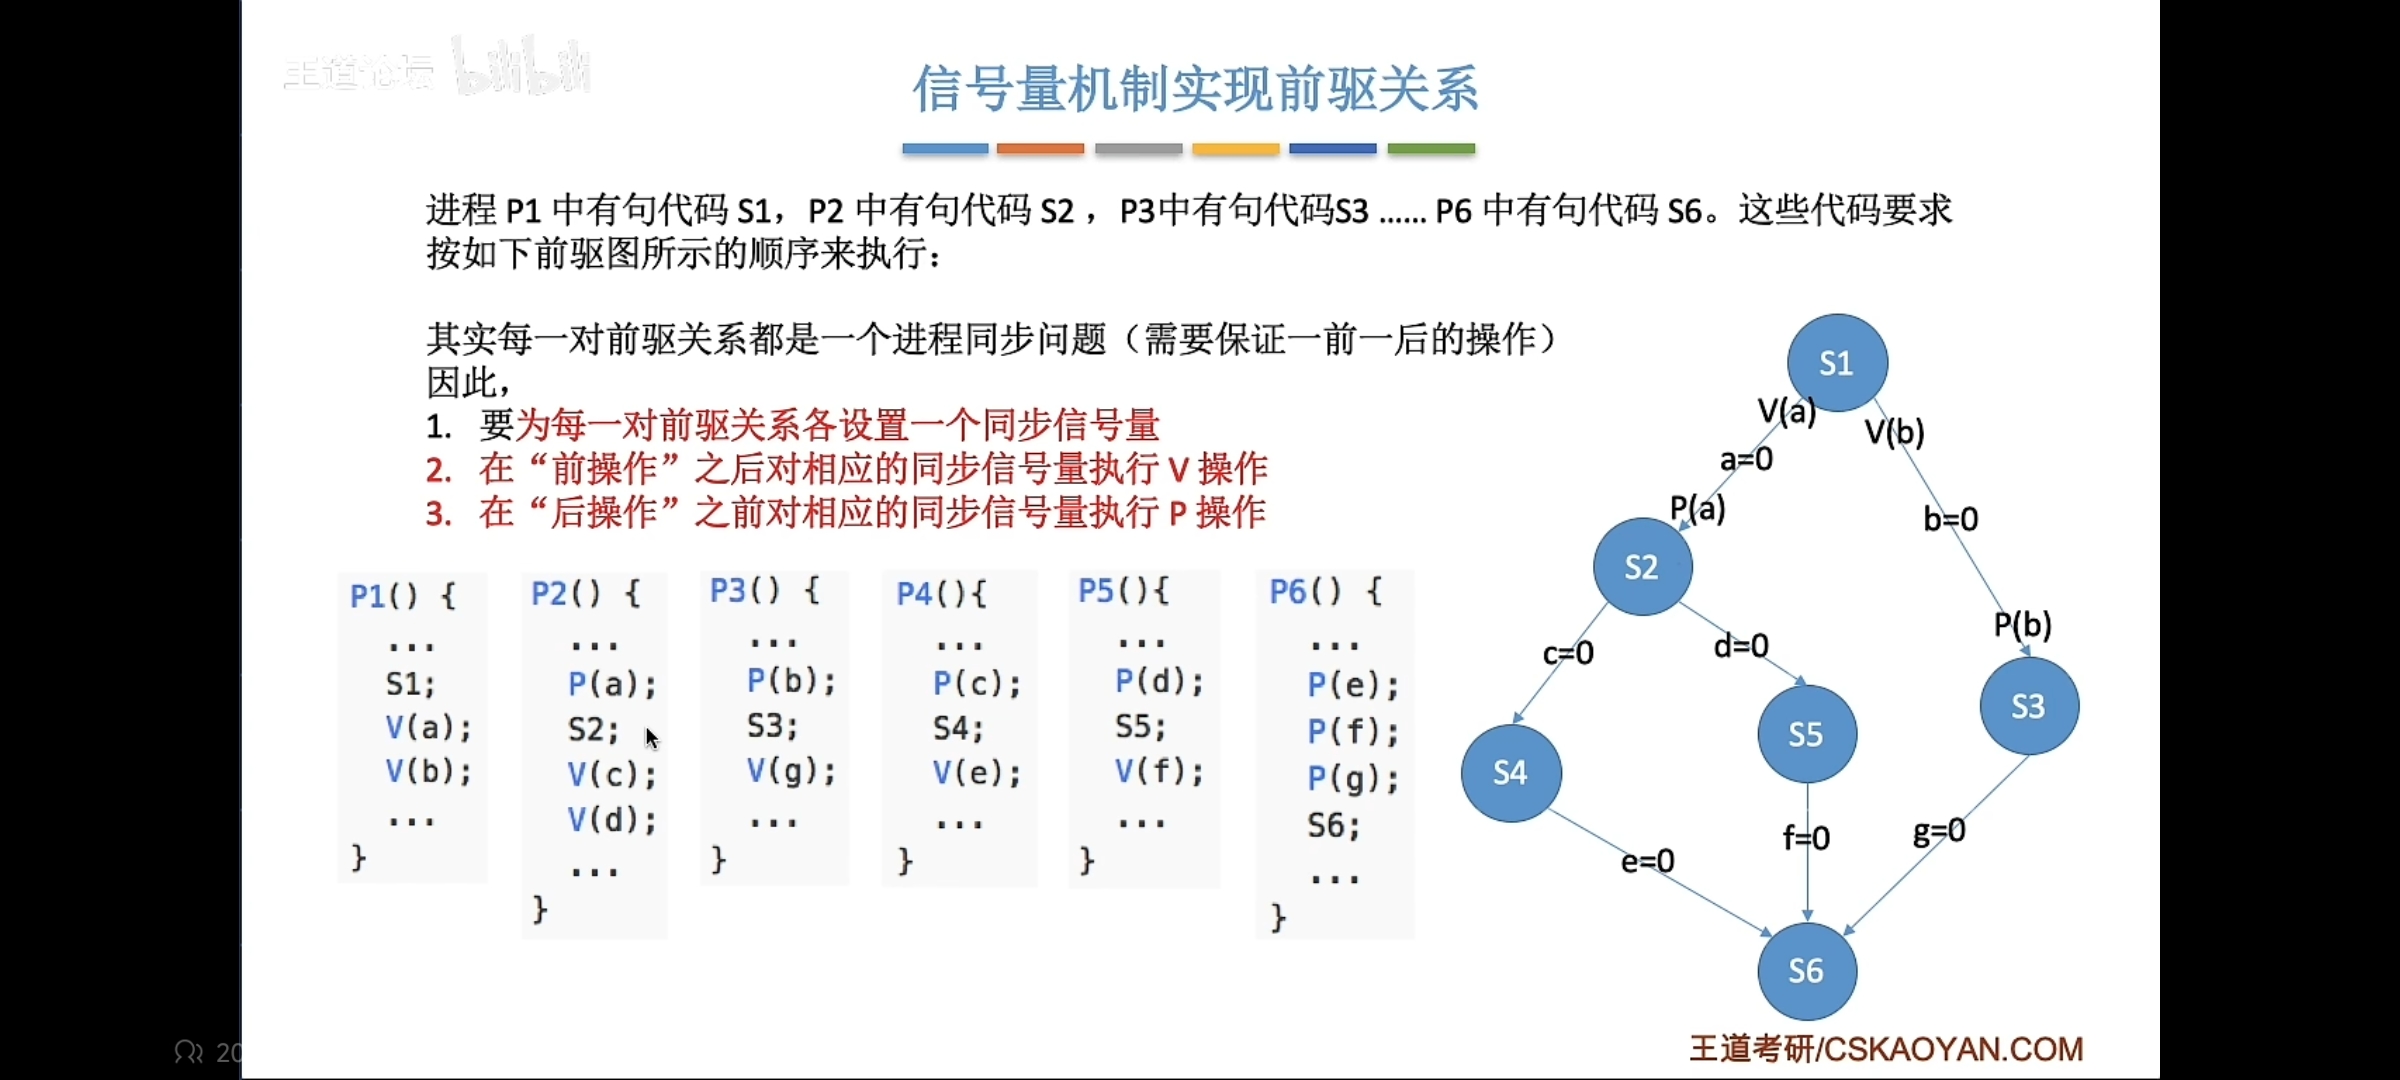 王道论坛 bilibili
信号量机制实现前驱关系
进程 P1 中有句代码 S1，P2 中有句代码 S2 ，P3中有句代码S3 …… P6 中有句代码 S6。这些代码要求
按如下前驱图所示的顺序来执行：
其实每一对前驱关系都是一个进程同步问题（需要保证一前一后的操作）
因此，
1. 要为每一对前驱关系各设置一个同步信号量
2. 在“前操作”之后对相应的同步信号量执行 V 操作
3. 在“后操作”之前对相应的同步信号量执行 P 操作
P1() {
...
S1;
V(a);
V(b);
...
}
P2() {
...
P(a);
S2;
V(c);
V(d);
...
}
P3() {
...
P(b);
S3;
V(g);
...
}
P4(){
...
P(c);
S4;
V(e);
...
}
P5(){
...
P(d);
S5;
V(f);
...
}
P6() {
...
P(e);
P(f);
P(g);
S6;
...
}
S1
V(a)
V(b)
a=0
P(a)
b=0
S2
P(b)
c=0
d=0
S3
S5
S4
e=0
f=0
g=0
S6
王道考研/CSKAOYAN.COM
20